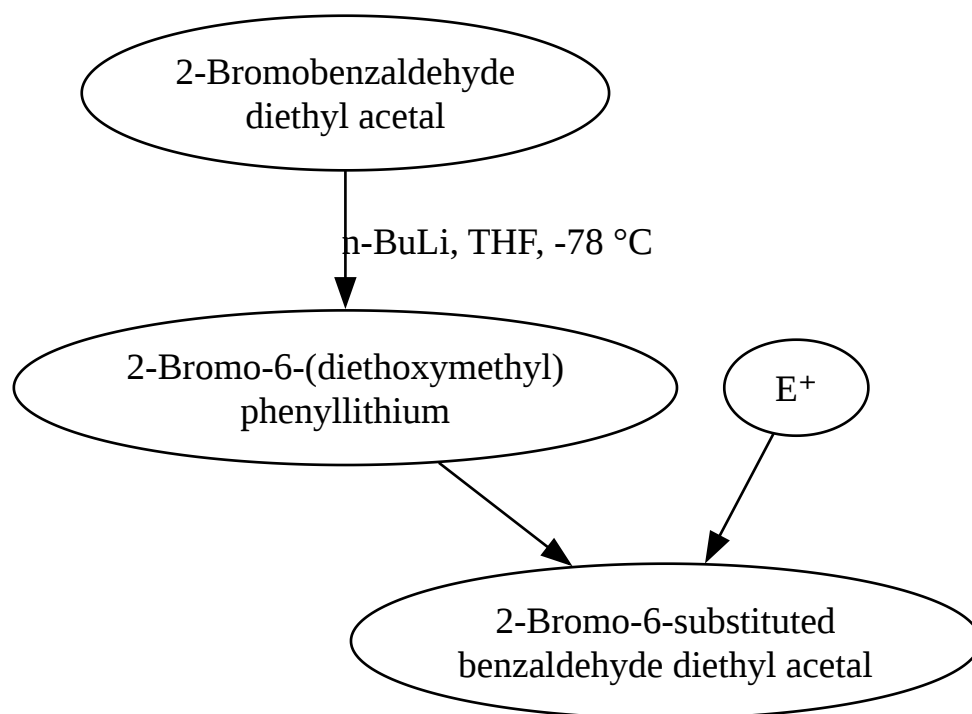 2-Bromobenzaldehyde
diethyl acetal
n-BuLi, THF, -78 °C
2-Bromo-6-(diethoxymethyl)
phenyllithium
E⁺
2-Bromo-6-substituted
benzaldehyde diethyl acetal